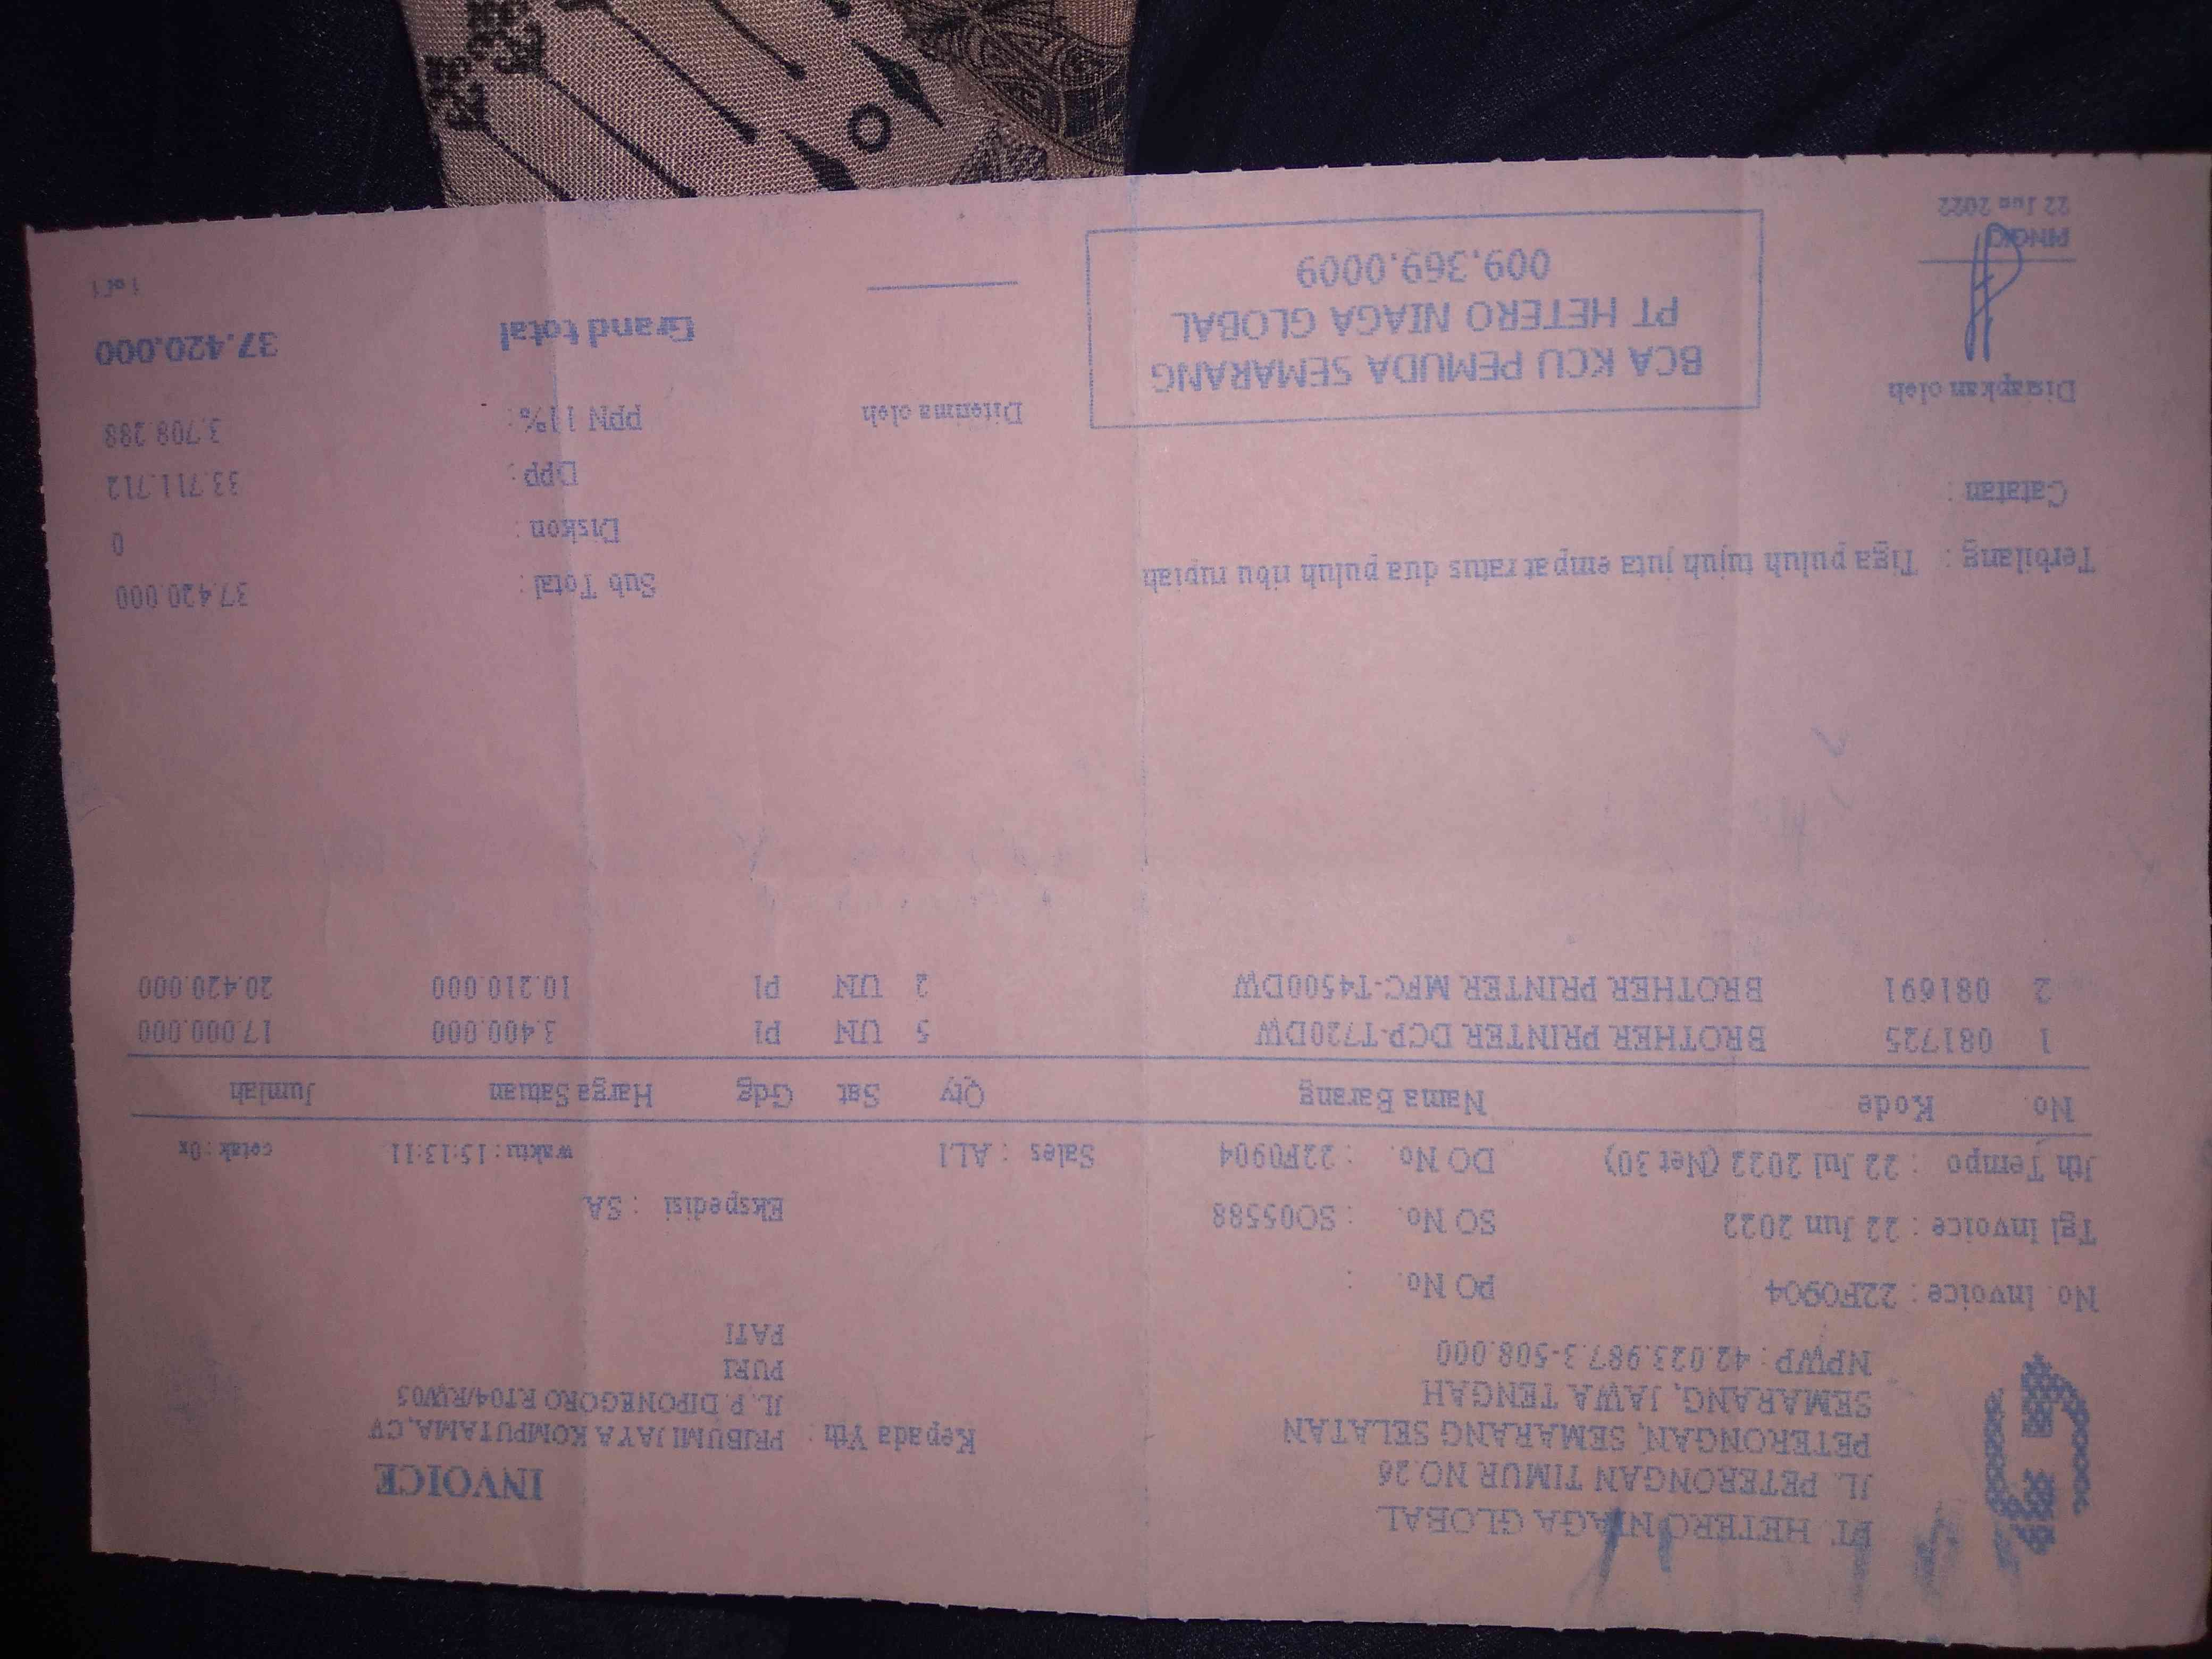 PT HETERO NIAGA GLOBAL
JL. PETERONGAN TIMUR NO.26
PETERONGAN, SEMARANG SELATAN
SEMARANG, JAWA TENGAH
NPWP : 42.023.987.3-508.000
INVOICE
Kepada Yth : PRIBUMI JAYA KOMPUTAMA, CV
JL. P. DIPONEGORO RT04/RW03
PURI
PATI
No. Invoice : 22F0904 PO No. :
Tgl Invoice : 22 Jun 2022 SO No. : SO05588 Ekspedisi : SA
Jth Tempo : 22 Jul 2022 (Net 30) DO No. : 22F0904 Sales : ALI waktu : 15:13:11 cetak : 0x
No. Kode Nama Barang Qty Sat Gdg Harga Satuan Jumlah
1 081725 BROTHER PRINTER DCP-T720DW 5 UN P1 3.400.000 17.000.000
2 081691 BROTHER PRINTER MFC-T4500DW 2 UN P1 10.210.000 20.420.000
Terbilang : Tiga puluh tujuh juta empat ratus dua puluh ribu rupiah
Catatan :
Sub Total : 37.420.000
Diskon : 0
DPP : 33.711.712
PPN 11% : 3.708.288
Grand total 37.420.000
Disiapkan oleh
PINGKI
22 Jun 2022
BCA KCU PEMUDA SEMARANG
PT HETERO NIAGA GLOBAL
009.369.0009
Diterima oleh
1 of 1